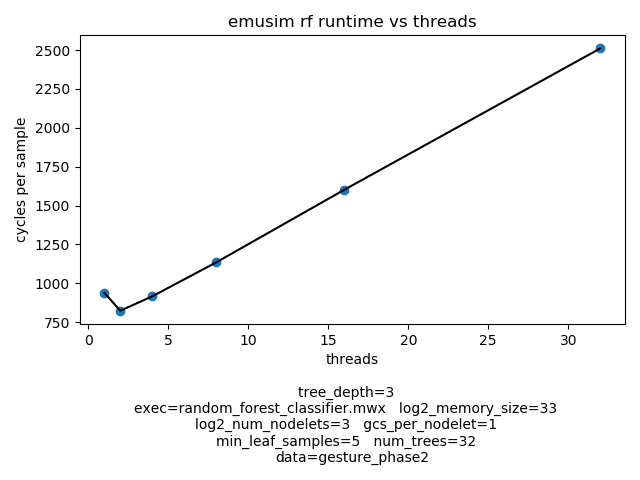 emusim rf runtime vs threads
2500
2250
2000
1750
1500
1250
1000
750
cycles per sample
0 5 10 15 20 25 30
threads
tree_depth=3
exec=random_forest_classifier.mwx log2_memory_size=33
log2_num_nodelets=3 gcs_per_nodelet=1
min_leaf_samples=5 num_trees=32
data=gesture_phase2